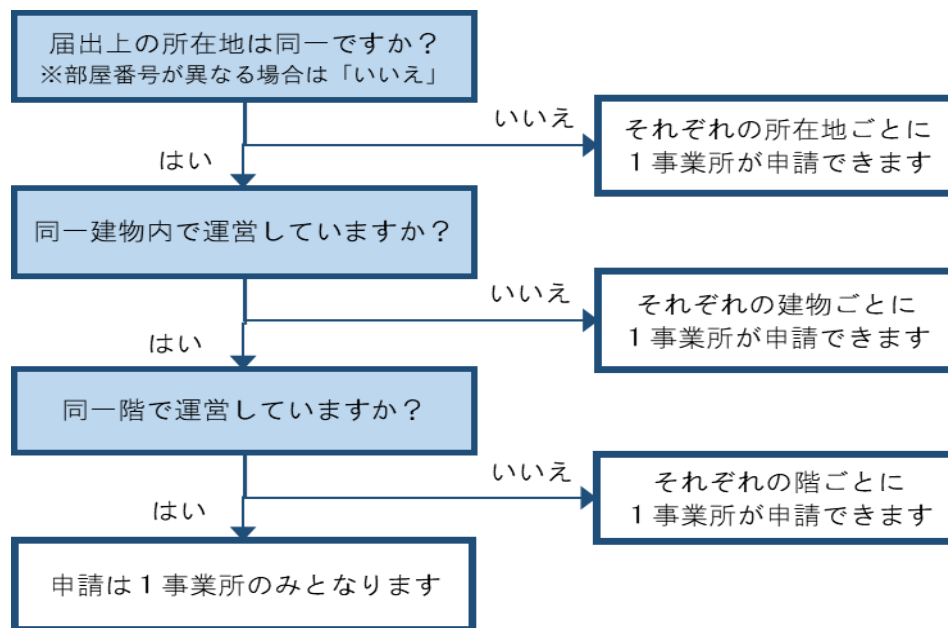 届出上の所在地は同一ですか？
※部屋番号が異なる場合は「いいえ」
いいえ
それぞれの所在地ごとに
１事業所が申請できます
はい
同一建物内で運営していますか？
いいえ
それぞれの建物ごとに
１事業所が申請できます
はい
同一階で運営していますか？
いいえ
それぞれの階ごとに
１事業所が申請できます
はい
申請は１事業所のみとなります